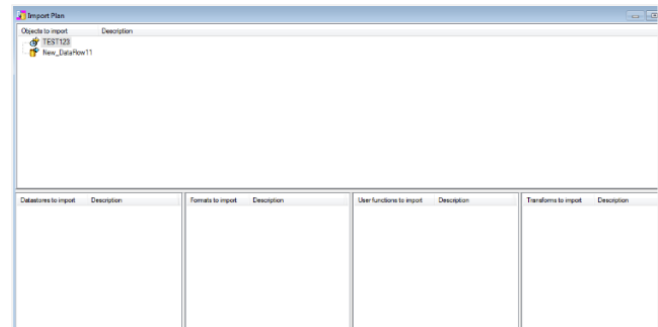 Import Plan
Objects to import Description
TEST123
New_DataFlow11
Datastores to import Description Formats to import Description User functions to import Description Transforms to import Description